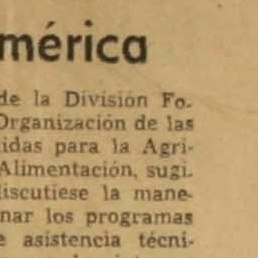 mérica
de la División Fo-
Organización de las
idas para la Agri-
Alimentación, sugi-
discutiese la mane-
nar los programas
e asistencia técni-